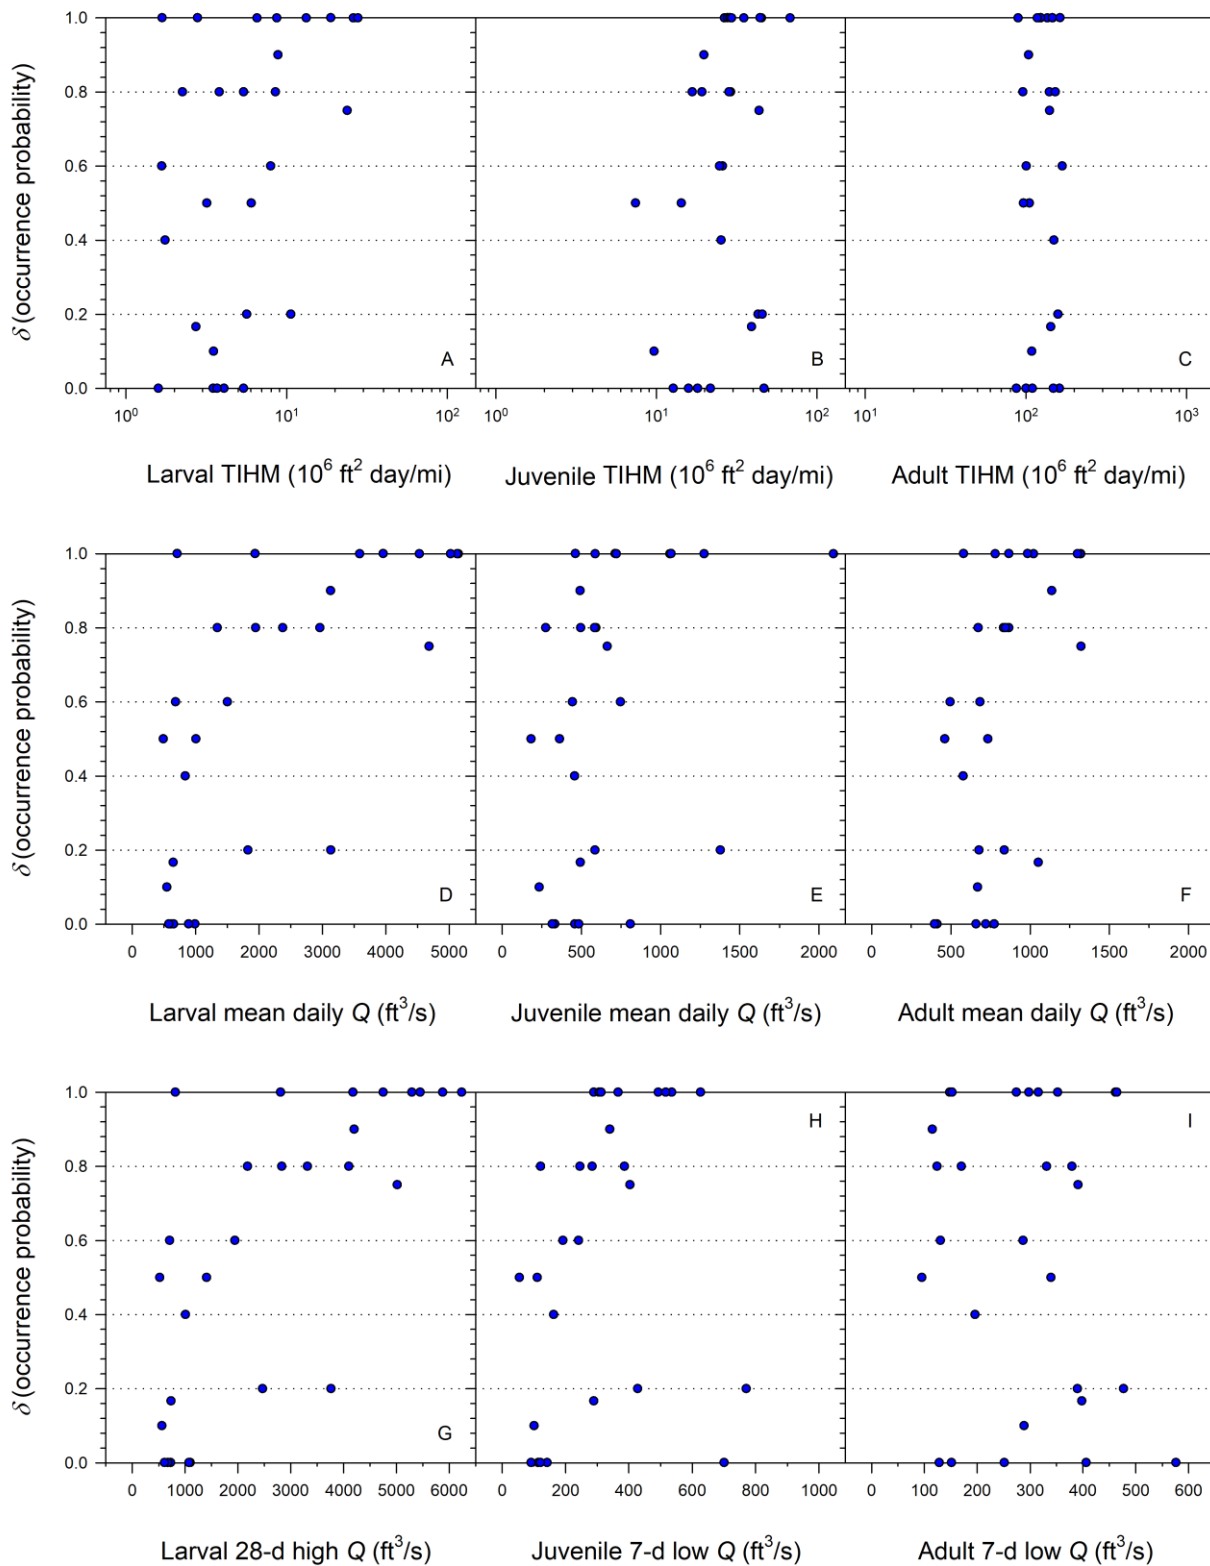 1.0
0.8
0.6
0.4
0.2
0.0
δ (occurrence probability)
A
B
C
10⁰ 10¹ 10² 10⁰ 10¹ 10² 10¹ 10² 10³
Larval TIHM (10⁶ ft² day/mi) Juvenile TIHM (10⁶ ft² day/mi) Adult TIHM (10⁶ ft² day/mi)
1.0
0.8
0.6
0.4
0.2
0.0
δ (occurrence probability)
D
E
F
0 1000 2000 3000 4000 5000 0 500 1000 1500 2000 0 500 1000 1500 2000
Larval mean daily Q (ft³/s) Juvenile mean daily Q (ft³/s) Adult mean daily Q (ft³/s)
1.0
0.8
0.6
0.4
0.2
0.0
δ (occurrence probability)
G
H
I
0 1000 2000 3000 4000 5000 6000 0 200 400 600 800 1000 0 100 200 300 400 500 600
Larval 28-d high Q (ft³/s) Juvenile 7-d low Q (ft³/s) Adult 7-d low Q (ft³/s)